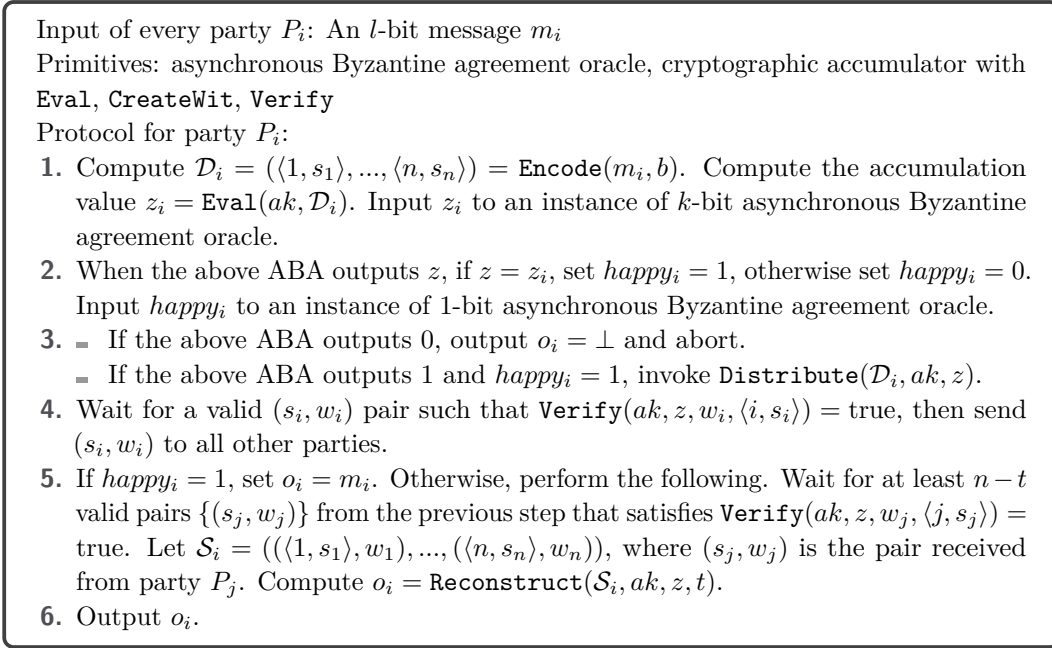 Input of every party P_i: An l-bit message m_i
Primitives: asynchronous Byzantine agreement oracle, cryptographic accumulator with
Eval, CreateWit, Verify
Protocol for party P_i:
1. Compute 𝒟_i = (⟨1, s_1⟩, ..., ⟨n, s_n⟩) = Encode(m_i, b). Compute the accumulation
value z_i = Eval(ak, 𝒟_i). Input z_i to an instance of k-bit asynchronous Byzantine
agreement oracle.
2. When the above ABA outputs z, if z = z_i, set happy_i = 1, otherwise set happy_i = 0.
Input happy_i to an instance of 1-bit asynchronous Byzantine agreement oracle.
3. If the above ABA outputs 0, output o_i = ⊥ and abort.
If the above ABA outputs 1 and happy_i = 1, invoke Distribute(𝒟_i, ak, z).
4. Wait for a valid (s_i, w_i) pair such that Verify(ak, z, w_i, ⟨i, s_i⟩) = true, then send
(s_i, w_i) to all other parties.
5. If happy_i = 1, set o_i = m_i. Otherwise, perform the following. Wait for at least n − t
valid pairs {(s_j, w_j)} from the previous step that satisfies Verify(ak, z, w_j, ⟨j, s_j⟩) =
true. Let 𝒮_i = ((⟨1, s_1⟩, w_1), ..., (⟨n, s_n⟩, w_n)), where (s_j, w_j) is the pair received
from party P_j. Compute o_i = Reconstruct(𝒮_i, ak, z, t).
6. Output o_i.